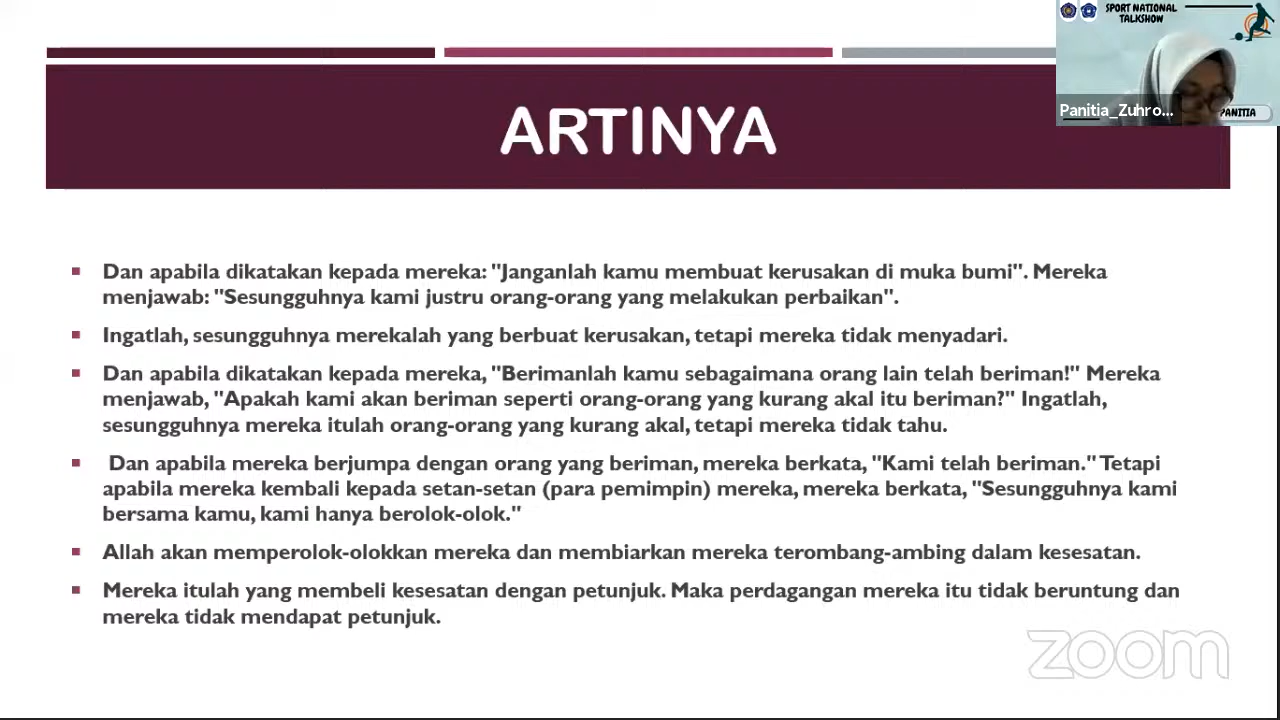 SPORT NATIONAL
TALKSHOW
Panitia_Zuhro...
PANITIA
ARTINYA
Dan apabila dikatakan kepada mereka: "Janganlah kamu membuat kerusakan di muka bumi". Mereka
menjawab: "Sesungguhnya kami justru orang-orang yang melakukan perbaikan".
Ingatlah, sesungguhnya merekalah yang berbuat kerusakan, tetapi mereka tidak menyadari.
Dan apabila dikatakan kepada mereka, "Berimanlah kamu sebagaimana orang lain telah beriman!" Mereka
menjawab, "Apakah kami akan beriman seperti orang-orang yang kurang akal itu beriman?" Ingatlah,
sesungguhnya mereka itulah orang-orang yang kurang akal, tetapi mereka tidak tahu.
Dan apabila mereka berjumpa dengan orang yang beriman, mereka berkata, "Kami telah beriman." Tetapi
apabila mereka kembali kepada setan-setan (para pemimpin) mereka, mereka berkata, "Sesungguhnya kami
bersama kamu, kami hanya berolok-olok."
Allah akan memperolok-olokkan mereka dan membiarkan mereka terombang-ambing dalam kesesatan.
Mereka itulah yang membeli kesesatan dengan petunjuk. Maka perdagangan mereka itu tidak beruntung dan
mereka tidak mendapat petunjuk.
zoom